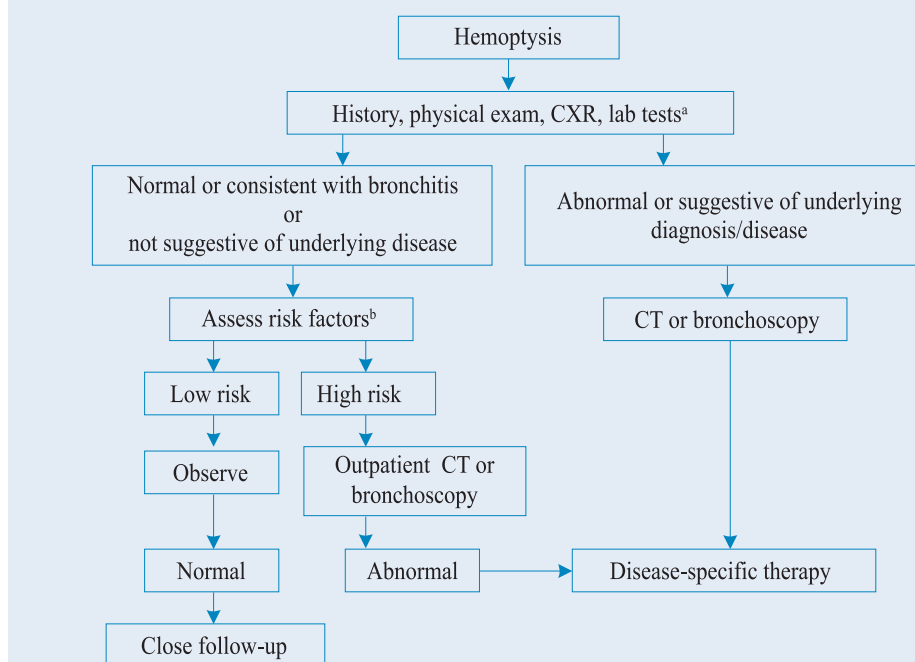 Hemoptysis
History, physical exam, CXR, lab testsᵃ
Normal or consistent with bronchitis
or
not suggestive of underlying disease
Abnormal or suggestive of underlying
diagnosis/disease
Assess risk factorsᵇ
CT or bronchoscopy
Low risk
High risk
Observe
Outpatient CT or
bronchoscopy
Normal
Abnormal
Disease-specific therapy
Close follow-up